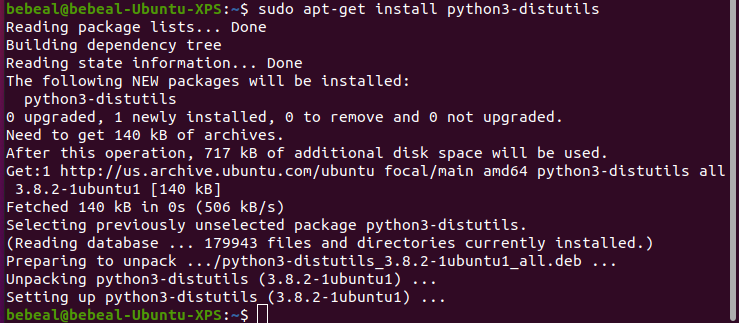 bebeal@bebeal-Ubuntu-XPS:~$ sudo apt-get install python3-distutils
Reading package lists... Done
Building dependency tree
Reading state information... Done
The following NEW packages will be installed:
  python3-distutils
0 upgraded, 1 newly installed, 0 to remove and 0 not upgraded.
Need to get 140 kB of archives.
After this operation, 717 kB of additional disk space will be used.
Get:1 http://us.archive.ubuntu.com/ubuntu focal/main amd64 python3-distutils all
 3.8.2-1ubuntu1 [140 kB]
Fetched 140 kB in 0s (506 kB/s)
Selecting previously unselected package python3-distutils.
(Reading database ... 179943 files and directories currently installed.)
Preparing to unpack .../python3-distutils_3.8.2-1ubuntu1_all.deb ...
Unpacking python3-distutils (3.8.2-1ubuntu1) ...
Setting up python3-distutils (3.8.2-1ubuntu1) ...
bebeal@bebeal-Ubuntu-XPS:~$